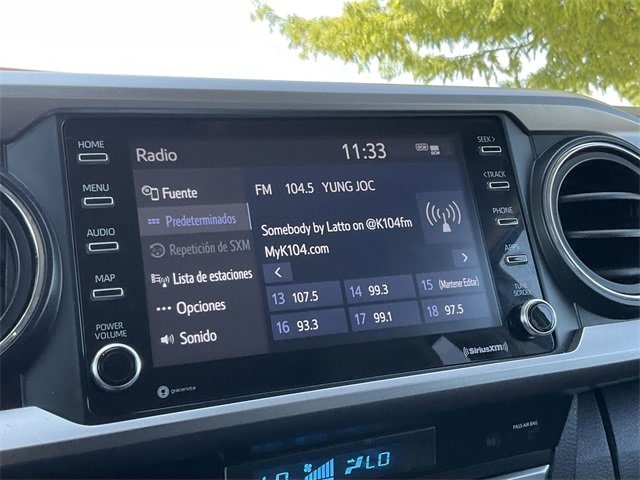 HOME
MENU
AUDIO
MAP
POWER
VOLUME
Radio
11:33
Fuente
Predeterminados
Repetición de SXM
Lista de estaciones
Opciones
Sonido
FM 104.5 YUNG JOC
Somebody by Latto on @K104fm
MyK104.com
13 107.5 14 99.3 15 (Mantener Editar)
16 93.3 17 99.1 18 97.5
SEEK >
< TRACK
PHONE
APPS
TUNE
SCROLL
gracenote
SiriusXM
PASS AIR BAG
LO LO